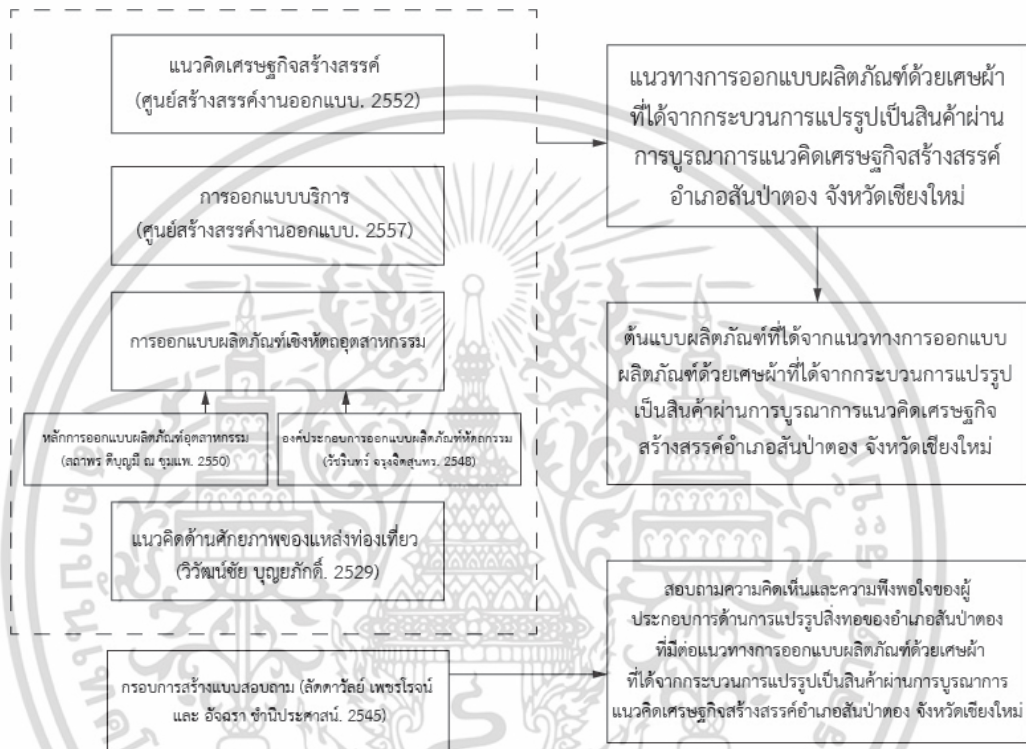 แนวคิดเศรษฐกิจสร้างสรรค์
(ศูนย์สร้างสรรค์งานออกแบบ. 2552)
การออกแบบบริการ
(ศูนย์สร้างสรรค์งานออกแบบ. 2557)
การออกแบบผลิตภัณฑ์เชิงหัตถอุตสาหกรรม
หลักการออกแบบผลิตภัณฑ์อุตสาหกรรม
(สถาพร ดีบุญมี ณ ชุมแพ. 2550)
องค์ประกอบการออกแบบผลิตภัณฑ์หัตถกรรม
(วัชรินทร์ จรุงจิตสุนทร. 2548)
แนวคิดด้านศักยภาพของแหล่งท่องเที่ยว
(วิวัฒน์ชัย บุญยภักดิ์. 2529)
กรอบการสร้างแบบสอบถาม (ลัดดาวัลย์ เพชรโรจน์
และ อัจฉรา ชำนิประศาสน์. 2545)
แนวทางการออกแบบผลิตภัณฑ์ด้วยเศษผ้า
ที่ได้จากกระบวนการแปรรูปเป็นสินค้าผ่าน
การบูรณาการแนวคิดเศรษฐกิจสร้างสรรค์
อำเภอสันป่าตอง จังหวัดเชียงใหม่
ต้นแบบผลิตภัณฑ์ที่ได้จากแนวทางการออกแบบ
ผลิตภัณฑ์ด้วยเศษผ้าที่ได้จากกระบวนการแปรรูป
เป็นสินค้าผ่านการบูรณาการแนวคิดเศรษฐกิจ
สร้างสรรค์อำเภอสันป่าตอง จังหวัดเชียงใหม่
สอบถามความคิดเห็นและความพึงพอใจของผู้
ประกอบการด้านการแปรรูปสิ่งทอของอำเภอสันป่าตอง
ที่มีต่อแนวทางการออกแบบผลิตภัณฑ์ด้วยเศษผ้า
ที่ได้จากกระบวนการแปรรูปเป็นสินค้าผ่านการบูรณาการ
แนวคิดเศรษฐกิจสร้างสรรค์อำเภอสันป่าตอง จังหวัดเชียงใหม่